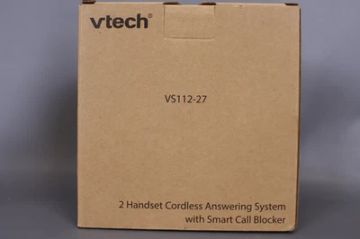 vtech
VS112-27
2 Handset Cordless Answering System
with Smart Call Blocker